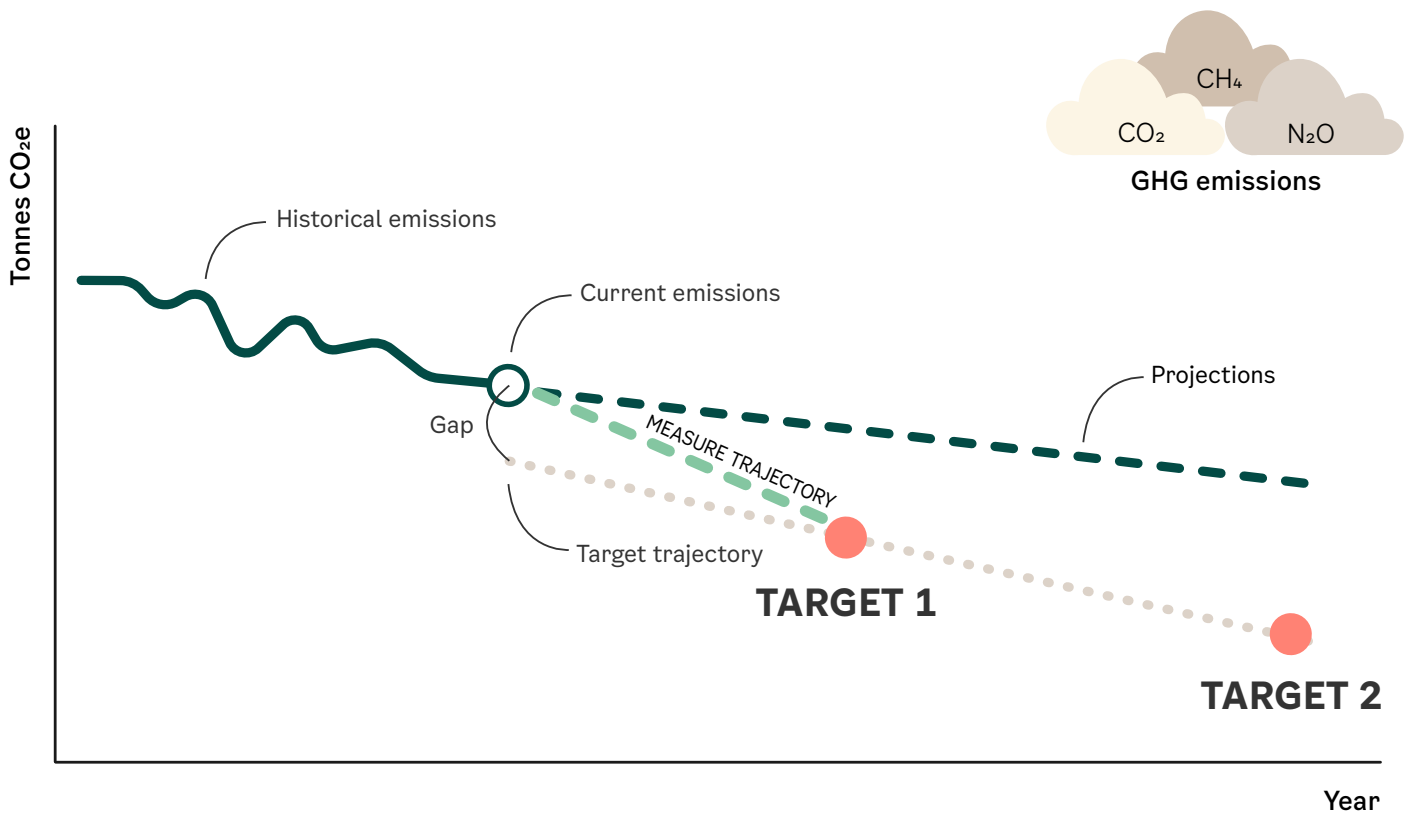 CH₄
CO₂
N₂O
GHG emissions
Tonnes CO₂e
Historical emissions
Current emissions
Projections
Gap
MEASURE TRAJECTORY
Target trajectory
TARGET 1
TARGET 2
Year